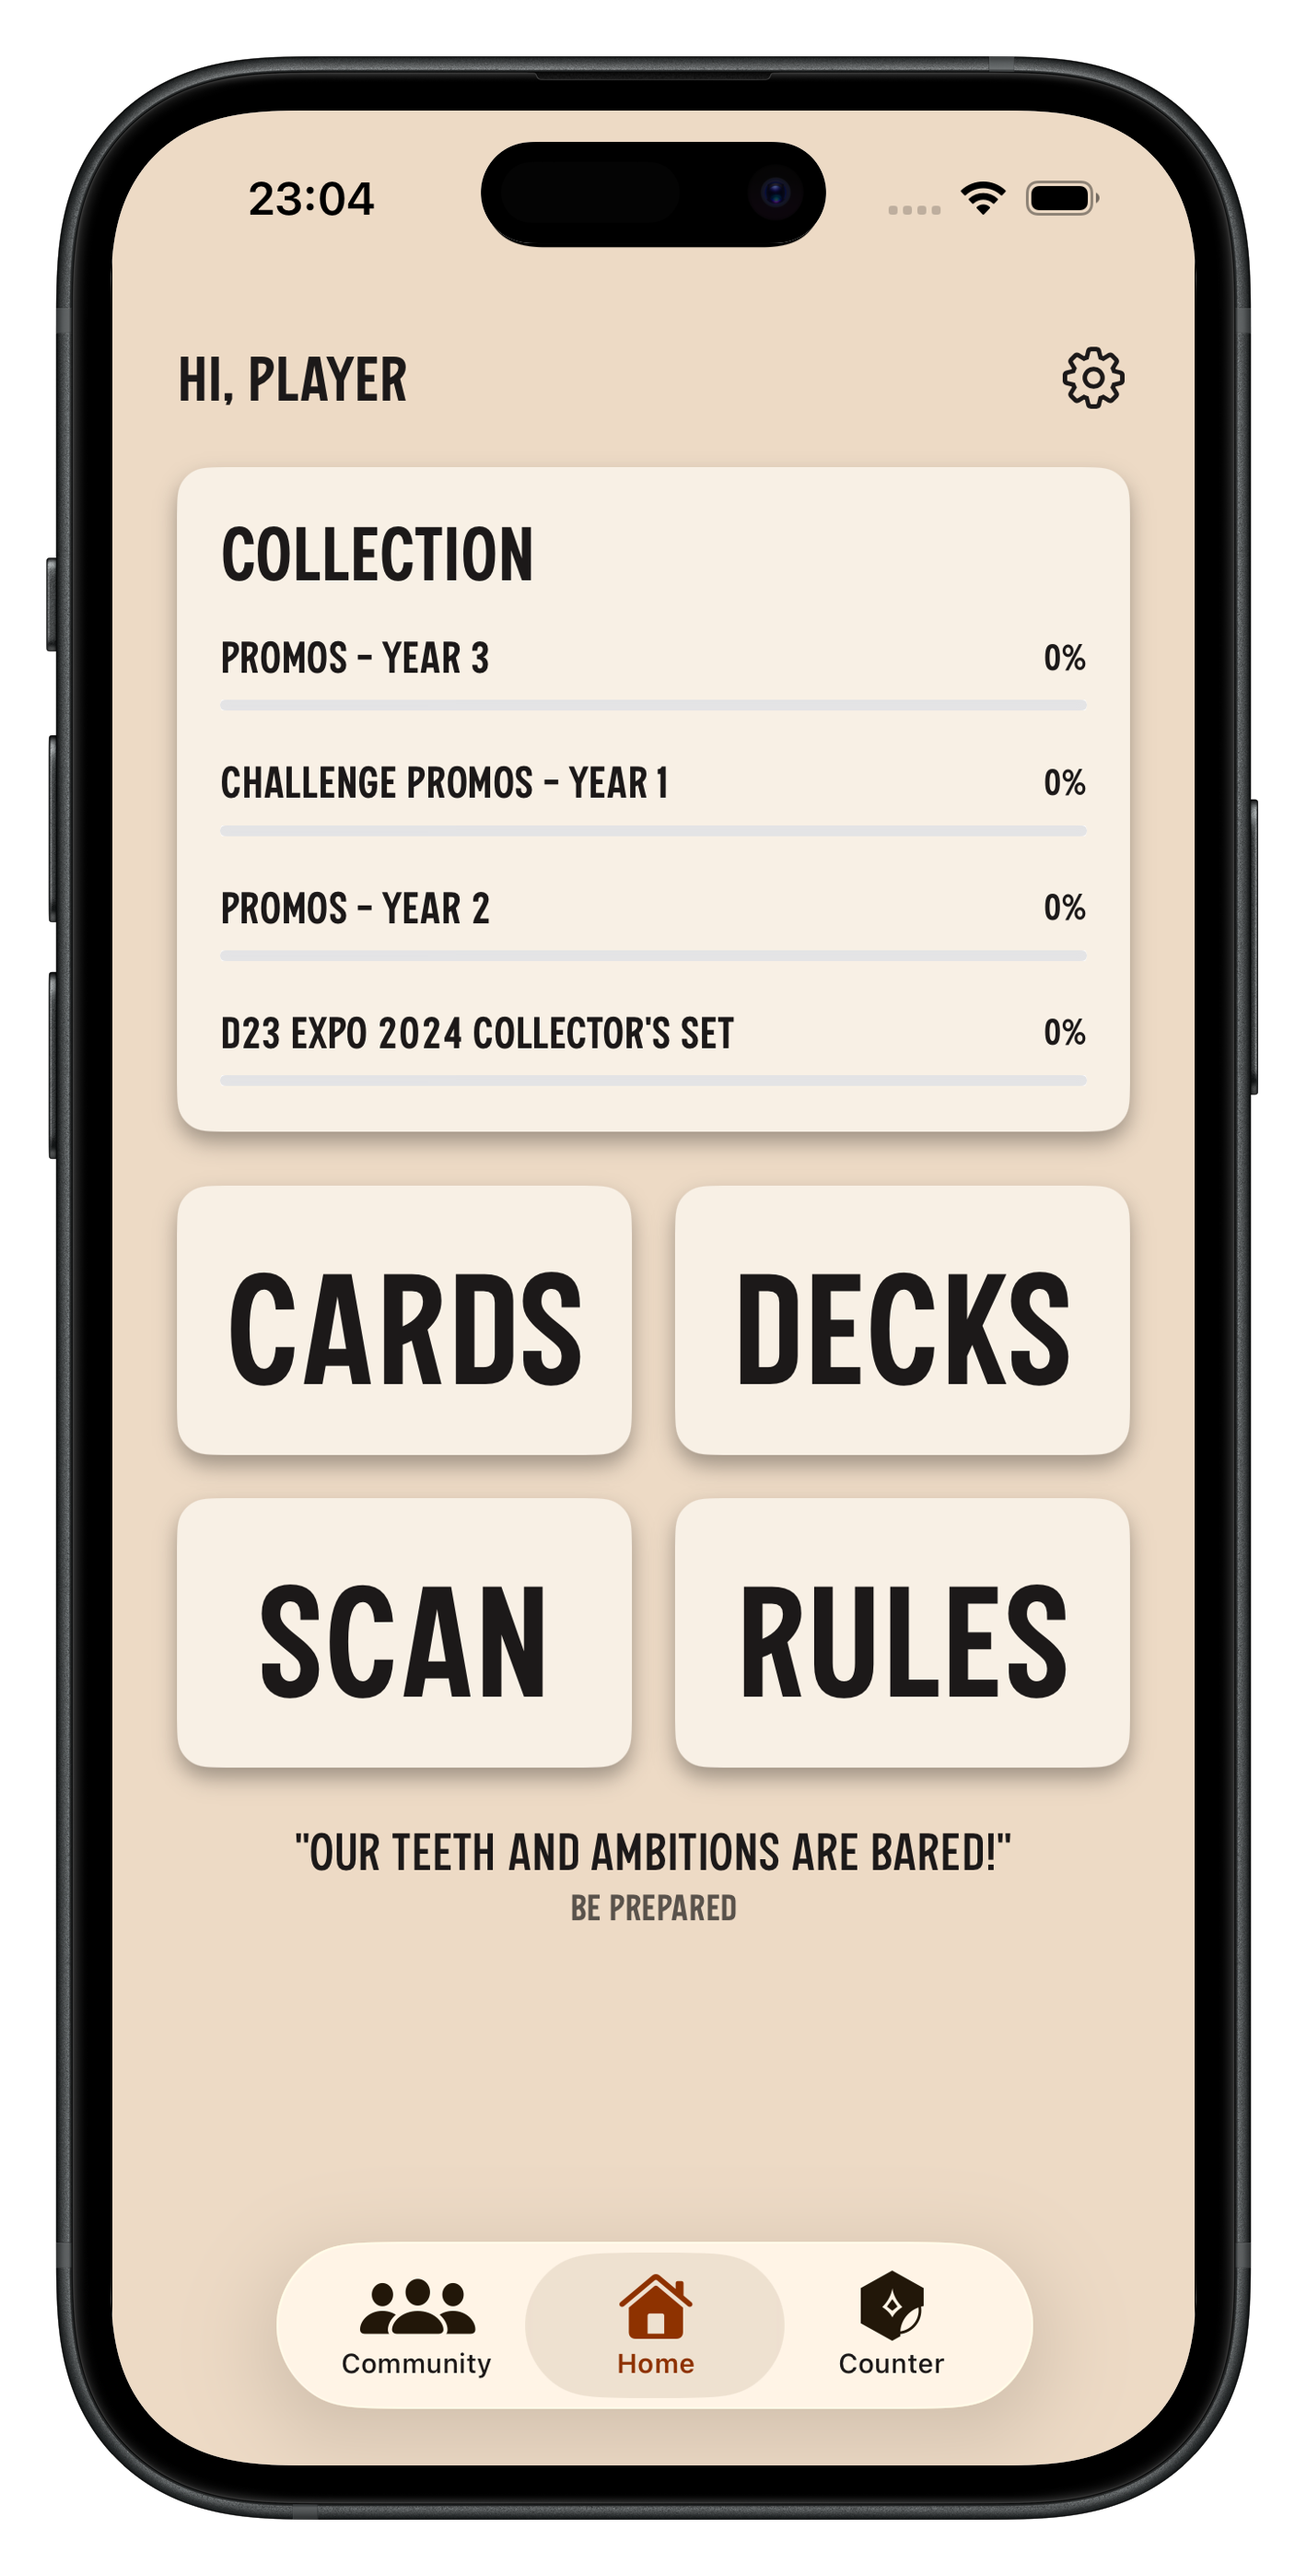 23:04
HI, PLAYER
COLLECTION
PROMOS - YEAR 3 0%
CHALLENGE PROMOS - YEAR 1 0%
PROMOS - YEAR 2 0%
D23 EXPO 2024 COLLECTOR'S SET 0%
CARDS DECKS
SCAN RULES
"OUR TEETH AND AMBITIONS ARE BARED!"
BE PREPARED
Community Home Counter